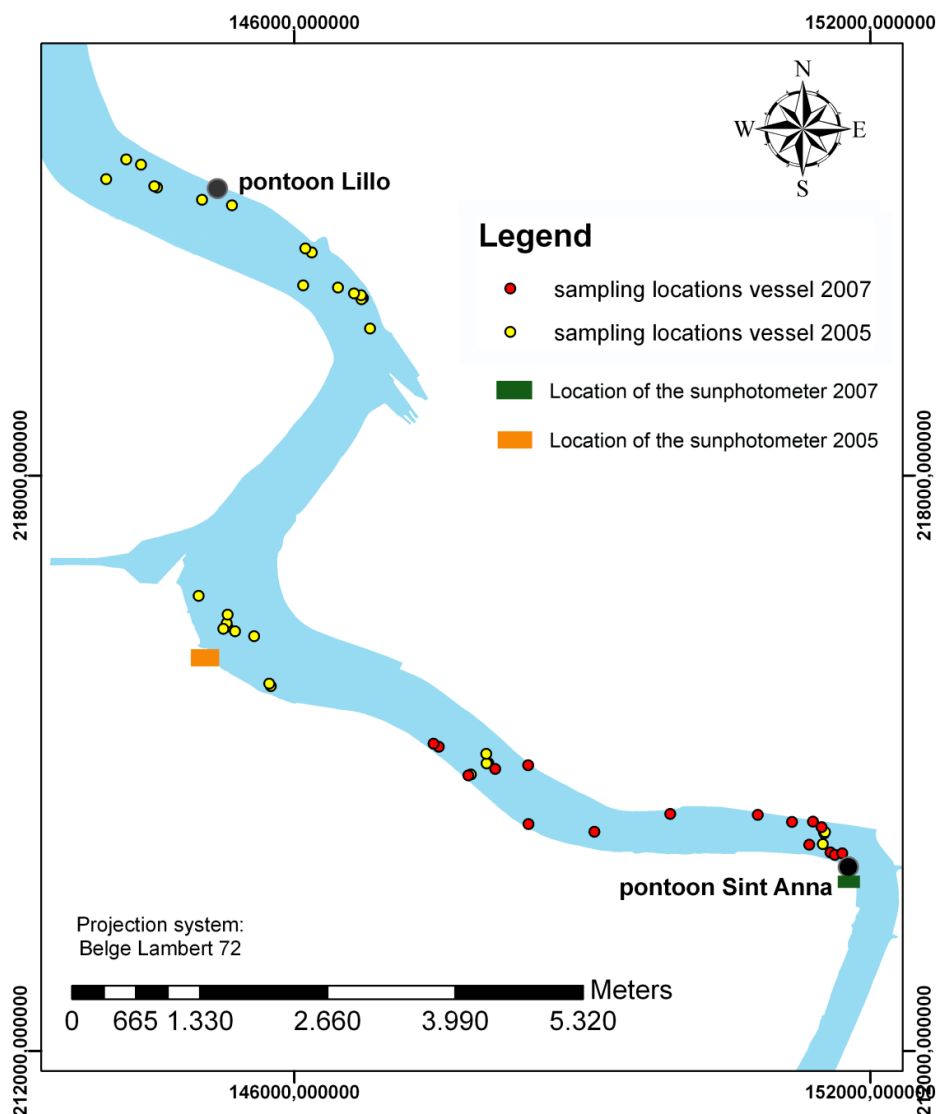 146000,000000
152000,000000
N
W
E
S
pontoon Lillo
Legend
sampling locations vessel 2007
sampling locations vessel 2005
Location of the sunphotometer 2007
Location of the sunphotometer 2005
218000,000000
218000,000000
pontoon Sint Anna
Projection system:
Belge Lambert 72
Meters
0 665 1.330 2.660 3.990 5.320
212000,000000
212000,000000
146000,000000
152000,000000